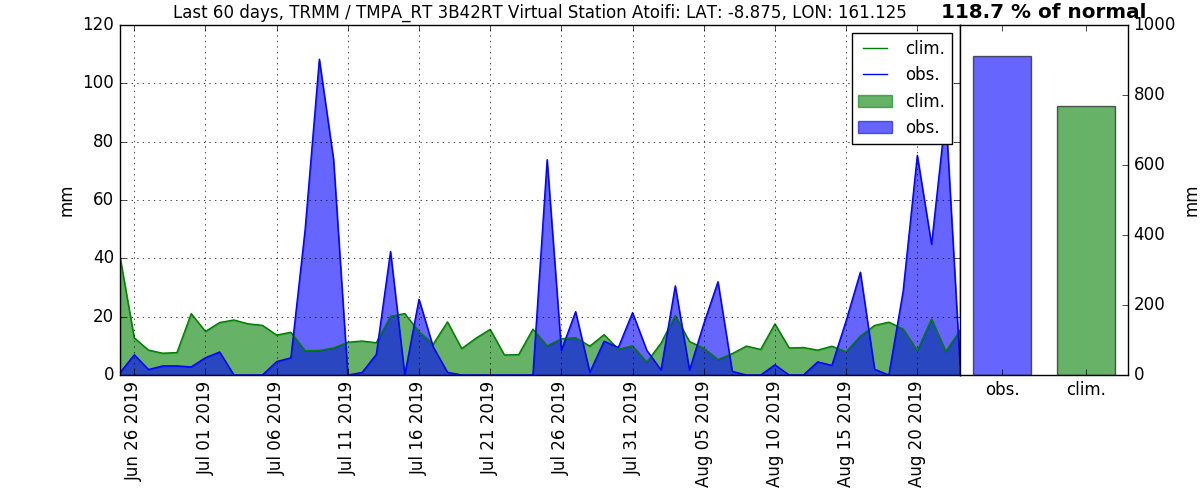 Last 60 days, TRMM / TMPA_RT 3B42RT Virtual Station Atoifi: LAT: -8.875, LON: 161.125
118.7 % of normal
120
100
80
60
40
20
0
mm
clim.
obs.
clim.
obs.
Jun 26 2019
Jul 01 2019
Jul 06 2019
Jul 11 2019
Jul 16 2019
Jul 21 2019
Jul 26 2019
Jul 31 2019
Aug 05 2019
Aug 10 2019
Aug 15 2019
Aug 20 2019
1000
800
600
400
200
0
mm
obs.
clim.